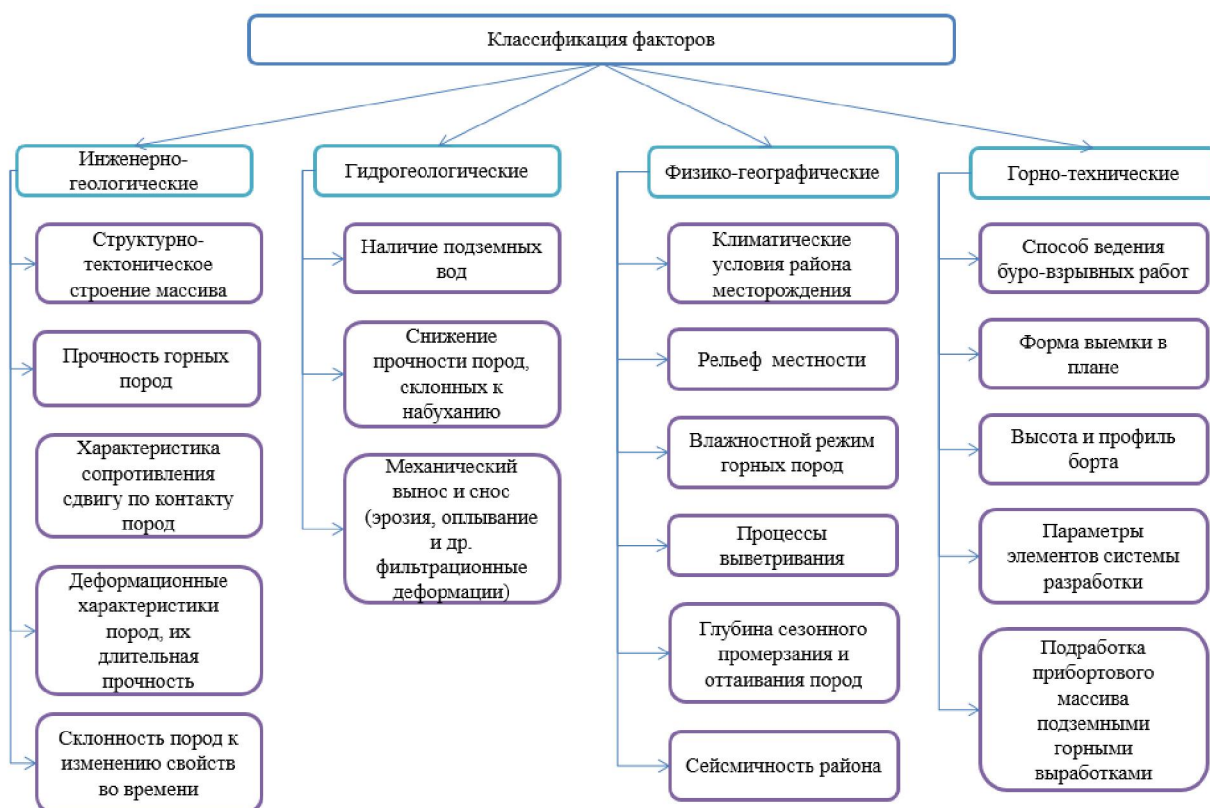 Классификация факторов
Инженерно-
геологические
Структурно-
тектоническое
строение массива
Прочность горных
пород
Характеристика
сопротивления
сдвигу по контакту
пород
Деформационные
характеристики
пород, их
длительная
прочность
Склонность пород к
изменению свойств
во времени
Гидрогеологические
Наличие подземных
вод
Снижение
прочности пород,
склонных к
набуханию
Механический
вынос и снос
(эрозия, оплывание
и др.
фильтрационные
деформации)
Физико-географические
Климатические
условия района
месторождения
Рельеф местности
Влажностной режим
горных пород
Процессы
выветривания
Глубина сезонного
промерзания и
оттаивания пород
Сейсмичность района
Горно-технические
Способ ведения
буро-взрывных работ
Форма выемки в
плане
Высота и профиль
борта
Параметры
элементов системы
разработки
Подработка
прибортового
массива
подземными
горными
выработками